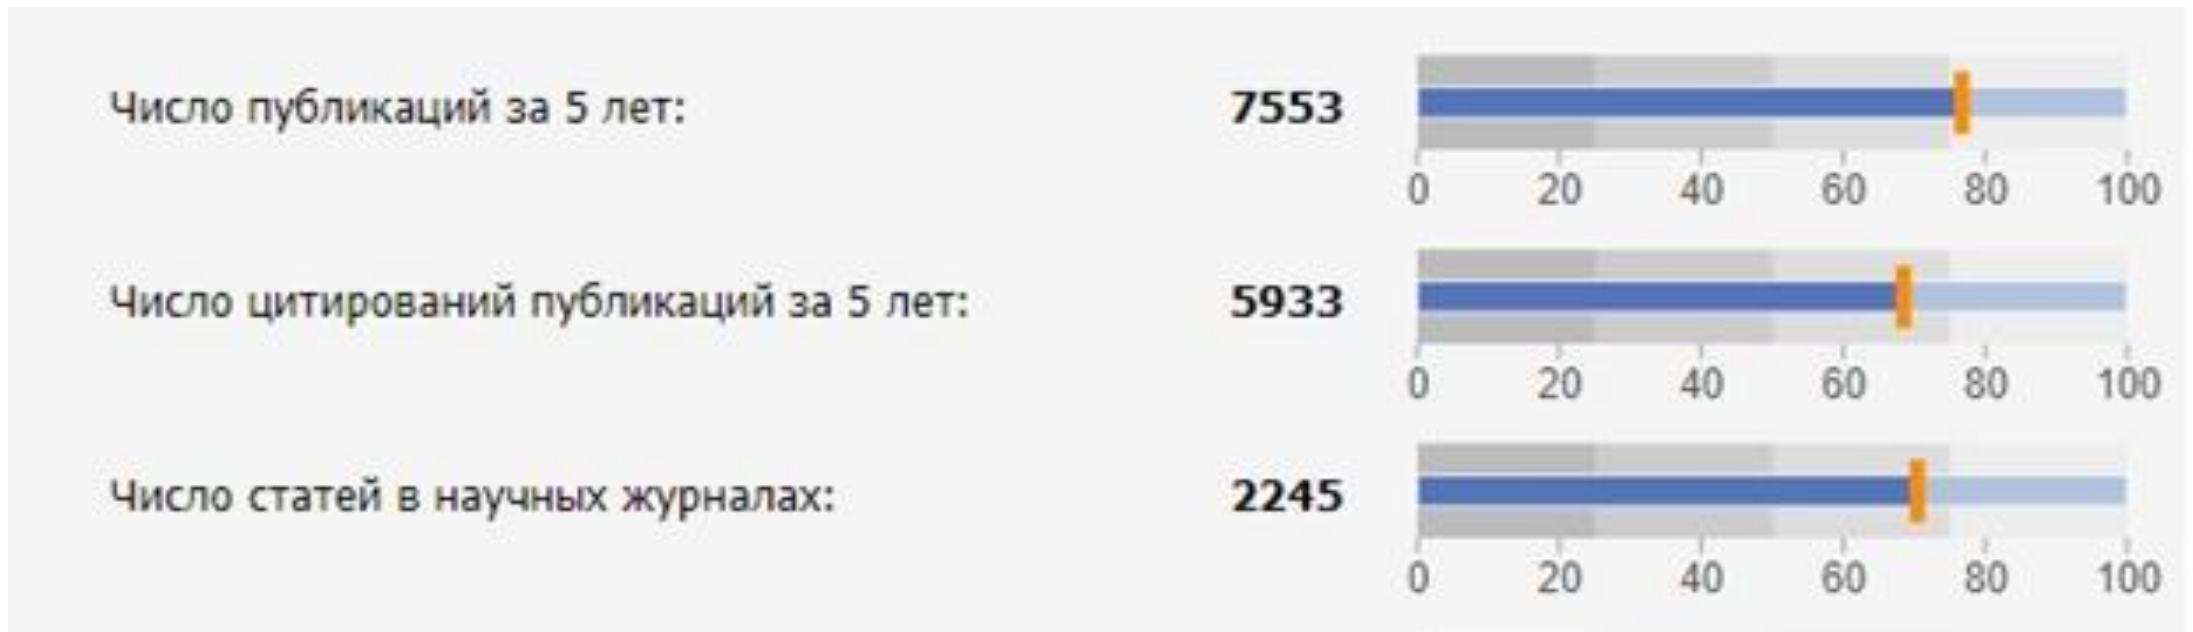 Число публикаций за 5 лет: 7553
0 20 40 60 80 100
Число цитирований публикаций за 5 лет: 5933
0 20 40 60 80 100
Число статей в научных журналах: 2245
0 20 40 60 80 100